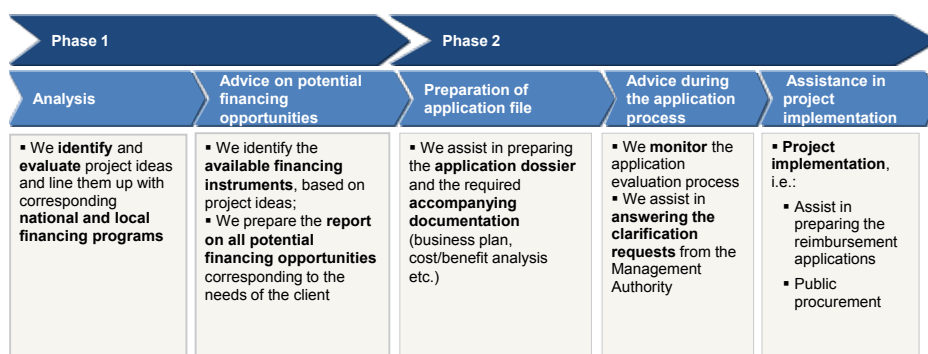 Phase 1
Phase 2
Analysis
Advice on potential
financing
opportunities
Preparation of
application file
Advice during
the application
process
Assistance in
project
implementation
▪ We identify and
evaluate project ideas
and line them up with
corresponding
national and local
financing programs
▪ We identify the
available financing
instruments, based on
project ideas;
▪ We prepare the report
on all potential
financing opportunities
corresponding to the
needs of the client
▪ We assist in preparing
the application dossier
and the required
accompanying
documentation
(business plan,
cost/benefit analysis
etc.)
▪ We monitor the
application
evaluation process
▪ We assist in
answering the
clarification
requests from the
Management
Authority
▪ Project
implementation,
i.e.:
▪ Assist in
preparing the
reimbursement
applications
▪ Public
procurement